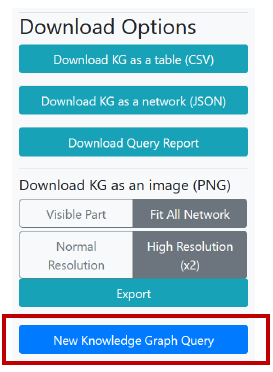 Download Options
Download KG as a table (CSV)
Download KG as a network (JSON)
Download Query Report
Download KG as an image (PNG)
Visible Part
Fit All Network
Normal
Resolution
High Resolution
(x2)
Export
New Knowledge Graph Query